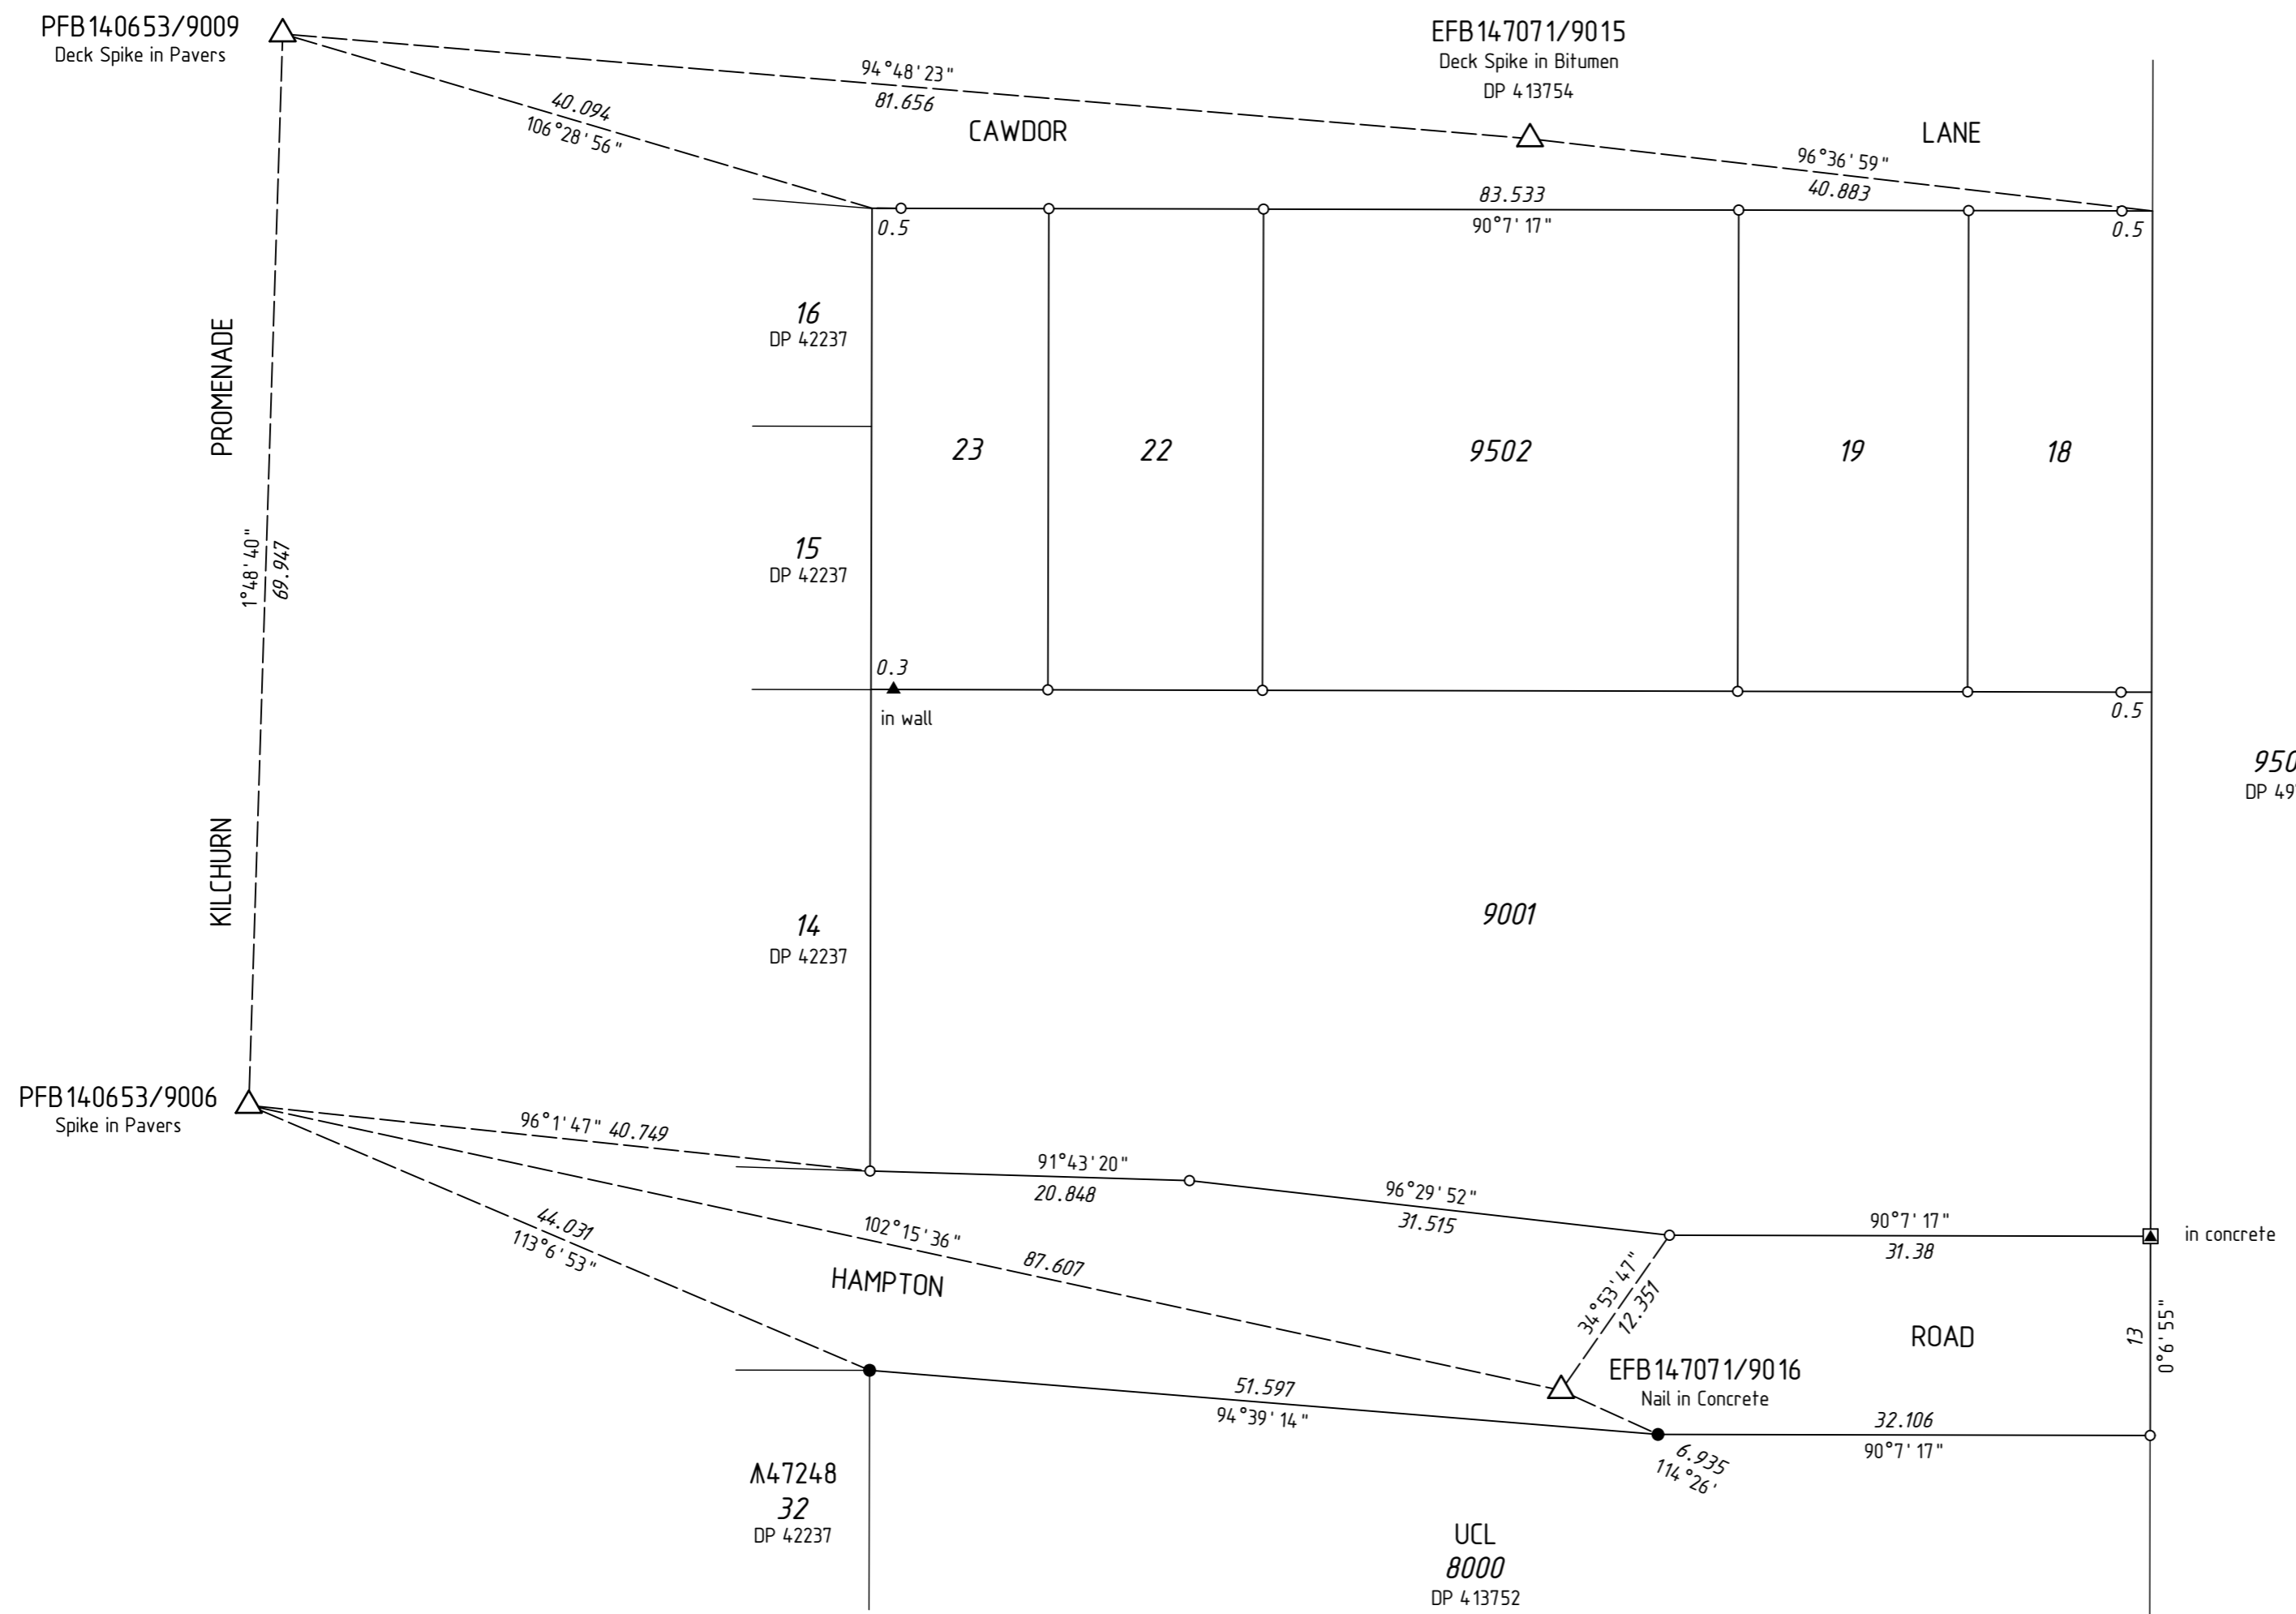 PFB140653/9009
Deck Spike in Pavers
EFB147071/9015
Deck Spike in Bitumen
DP 413754
94°48'23"
81.656
40.094
106°28'56"
CAWDOR
LANE
96°36'59"
40.883
83.533
90°7'17"
0.5
0.5
16
DP 42237
PROMENADE
23
22
9502
19
18
15
DP 42237
1°48'40"
69.947
0.3
in wall
0.5
950
DP 49
KILCHURN
14
DP 42237
9001
PFB140653/9006
Spike in Pavers
96°1'47" 40.749
91°43'20"
20.848
96°29'52"
31.515
90°7'17"
31.38
in concrete
44.031
113°6'53"
102°15'36"
87.607
HAMPTON
34°53'47"
12.351
ROAD
13
0°6'55"
EFB147071/9016
Nail in Concrete
51.597
94°39'14"
32.106
90°7'17"
6.935
114°26'
47248
32
DP 42237
UCL
8000
DP 413752